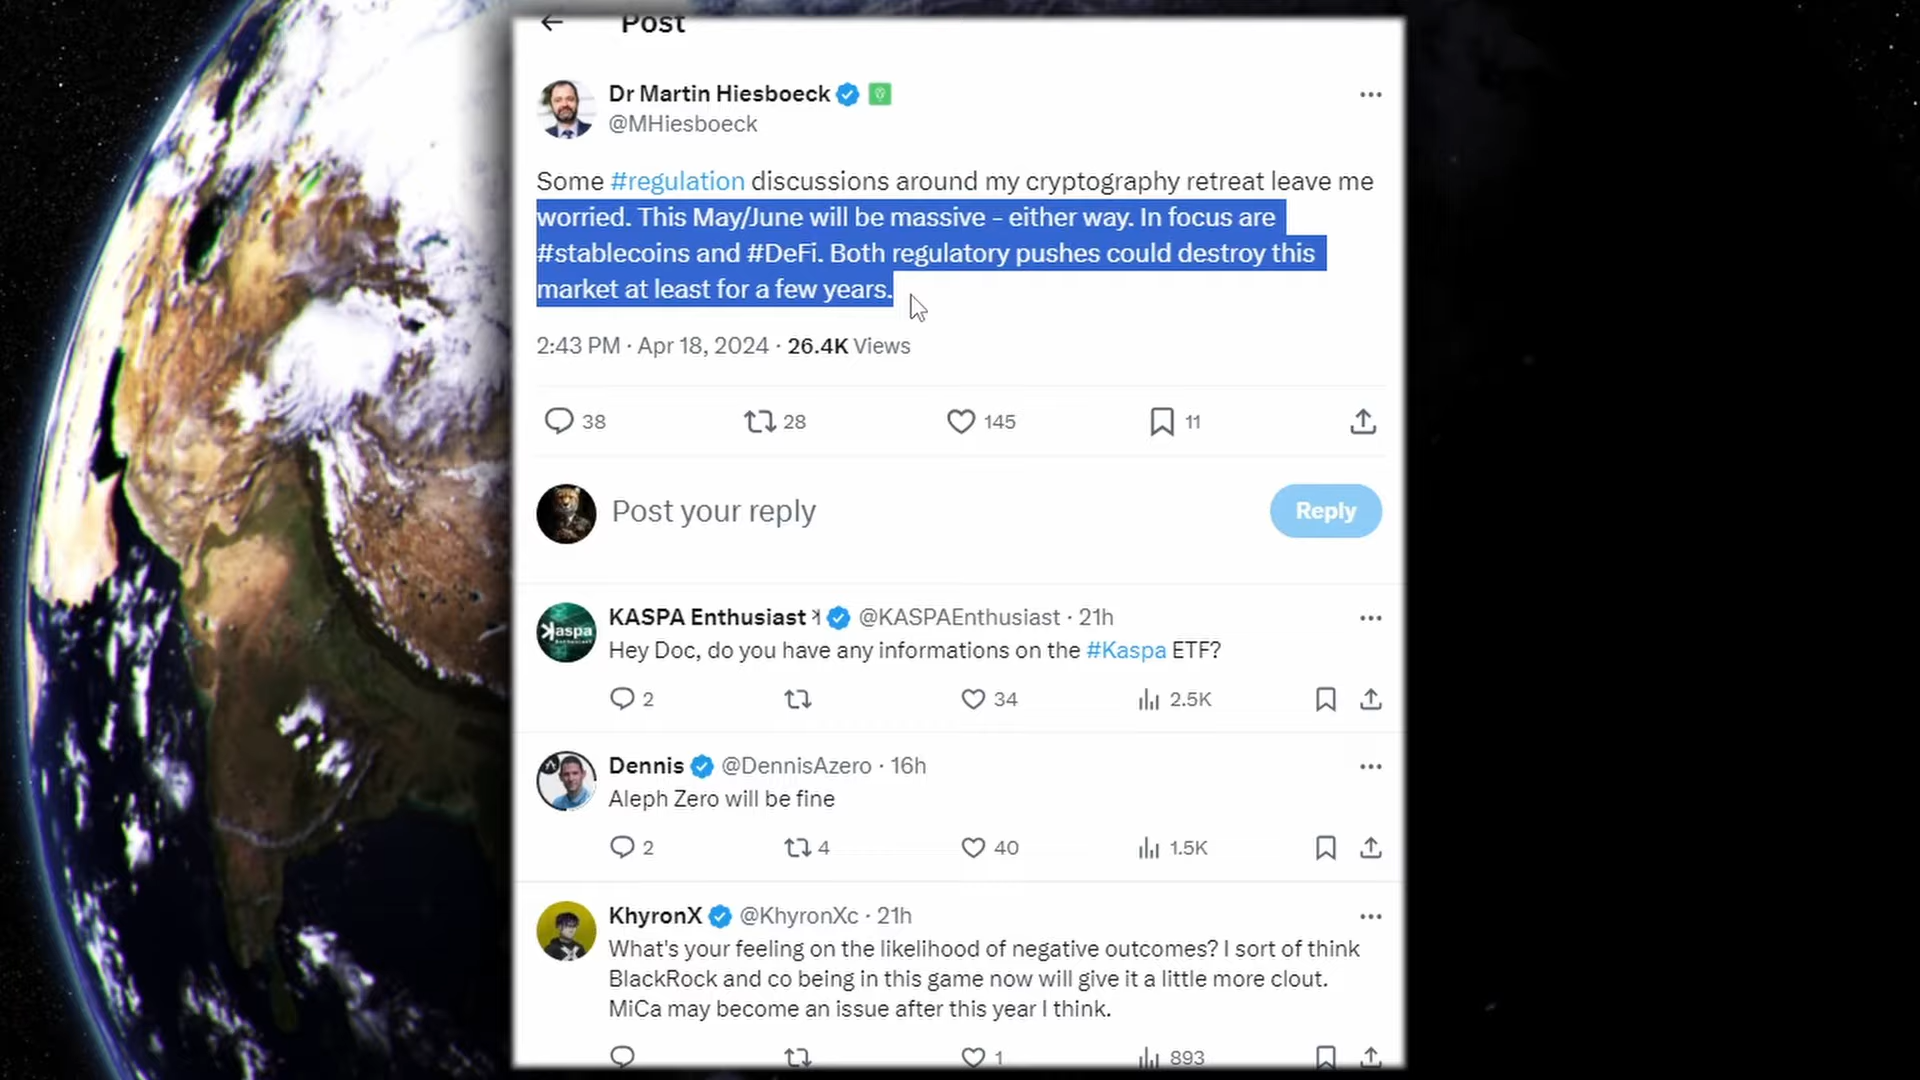 Post
Dr Martin Hiesboeck
@MHiesboeck
Some #regulation discussions around my cryptography retreat leave me
worried. This May/June will be massive - either way. In focus are
#stablecoins and #DeFi. Both regulatory pushes could destroy this
market at least for a few years.
2:43 PM · Apr 18, 2024 · 26.4K Views
38 28 145 11
Post your reply
Reply
KASPA Enthusiast @KASPAEnthusiast · 21h
Hey Doc, do you have any informations on the #Kaspa ETF?
2 34 2.5K
Dennis @DennisAzero · 16h
Aleph Zero will be fine
2 4 40 1.5K
KhyronX @KhyronXc · 21h
What's your feeling on the likelihood of negative outcomes? I sort of think
BlackRock and co being in this game now will give it a little more clout.
MiCa may become an issue after this year I think.
1 893